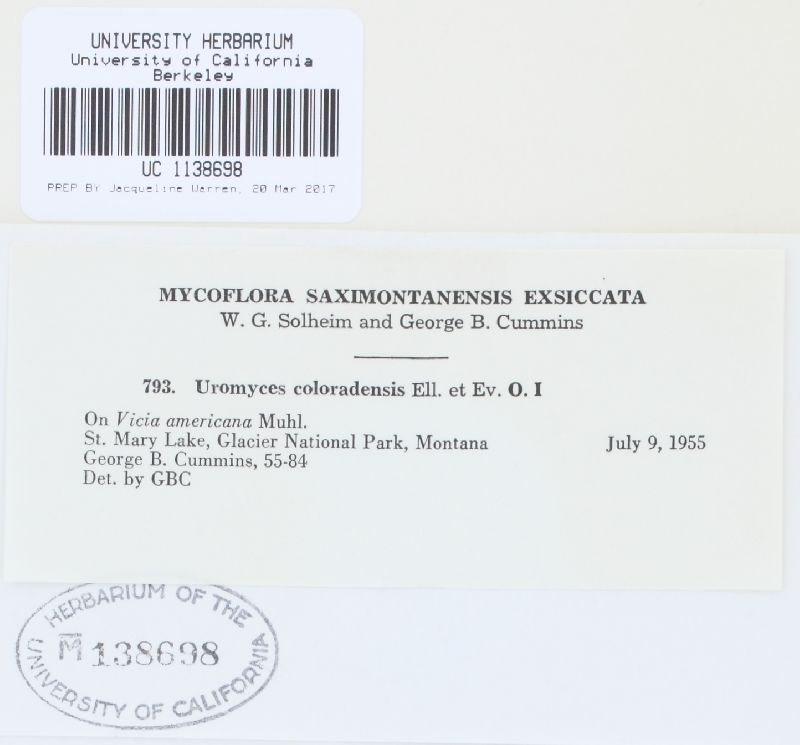 UNIVERSITY HERBARIUM
University of California
Berkeley
UC 1138698
PREP BY Jacqueline Warren, 20 Mar 2017
MYCOFLORA SAXIMONTANENSIS EXSICCATA
W. G. Solheim and George B. Cummins
793. Uromyces coloradensis Ell. et Ev. O. I
On Vicia americana Muhl.
St. Mary Lake, Glacier National Park, Montana July 9, 1955
George B. Cummins, 55-84
Det. by GBC
HERBARIUM OF THE
M̅ 138698
UNIVERSITY OF CALIFORNIA